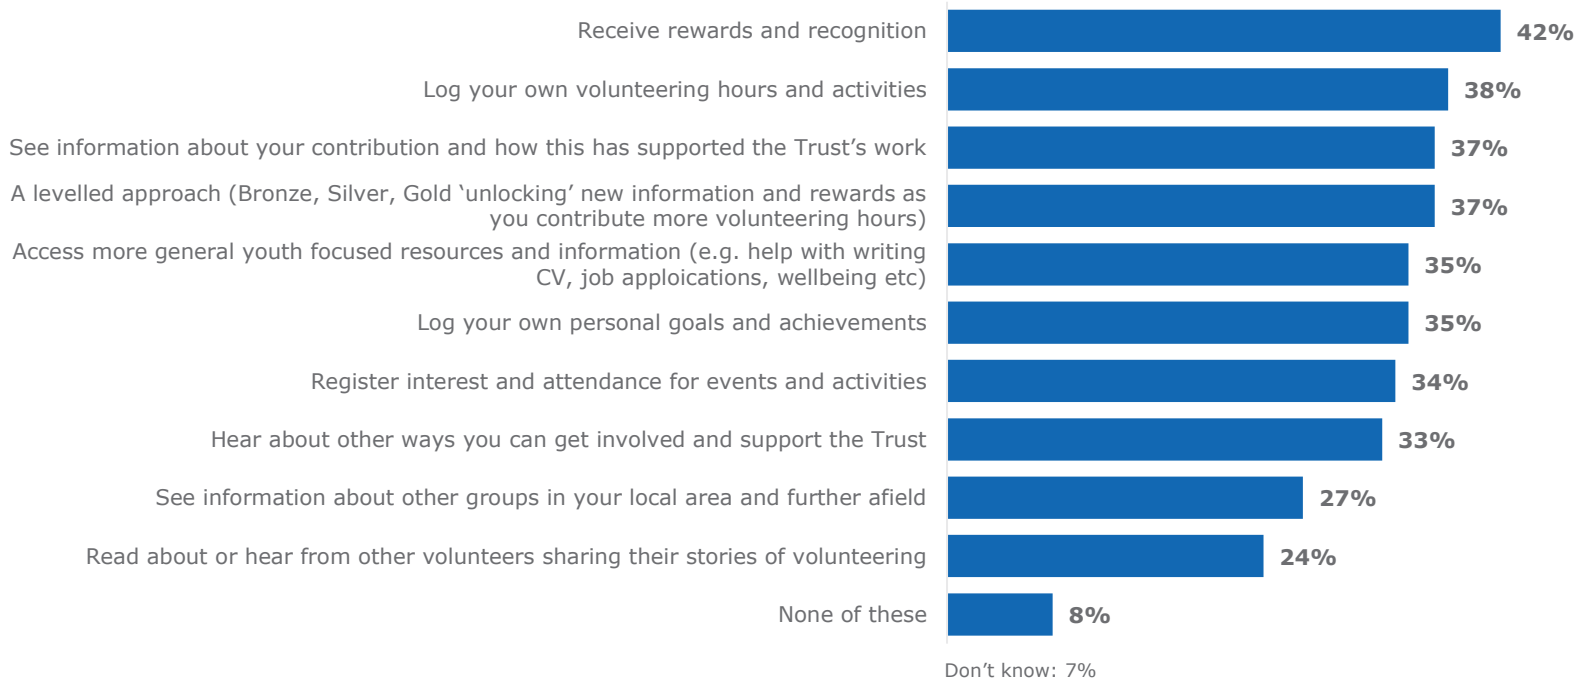 Receive rewards and recognition 42%
Log your own volunteering hours and activities 38%
See information about your contribution and how this has supported the Trust’s work 37%
A levelled approach (Bronze, Silver, Gold ‘unlocking’ new information and rewards as
you contribute more volunteering hours) 37%
Access more general youth focused resources and information (e.g. help with writing
CV, job apploications, wellbeing etc) 35%
Log your own personal goals and achievements 35%
Register interest and attendance for events and activities 34%
Hear about other ways you can get involved and support the Trust 33%
See information about other groups in your local area and further afield 27%
Read about or hear from other volunteers sharing their stories of volunteering 24%
None of these 8%
Don’t know: 7%